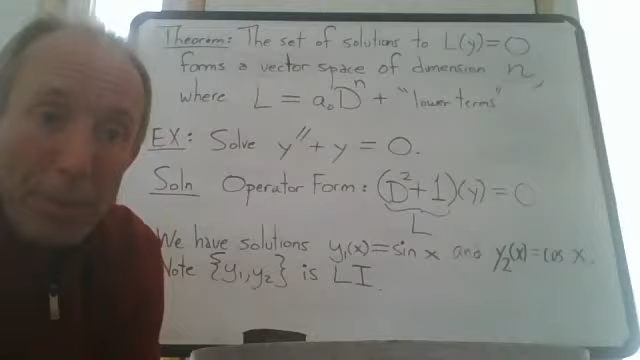 Theorem: The set of solutions to L(y)=0
forms a vector space of dimension n,
where L = a₀Dⁿ + "lower terms"
EX: Solve y″ + y = 0.
Soln Operator Form: (D²+1)(y) = 0
L
We have solutions y₁(x)=sin x and y₂(x)=cos x.
Note {y₁,y₂} is LI.